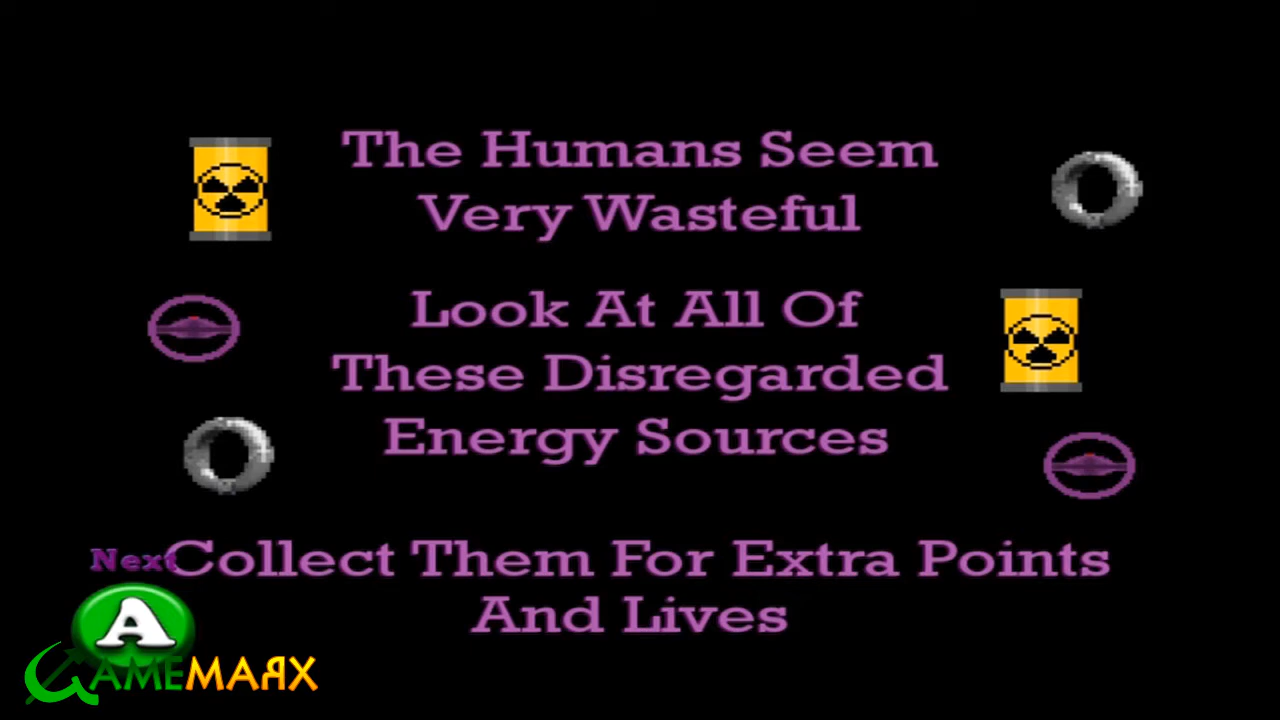 The Humans Seem
Very Wasteful
Look At All Of
These Disregarded
Energy Sources
Next
Collect Them For Extra Points
And Lives
A
GAMEMARX